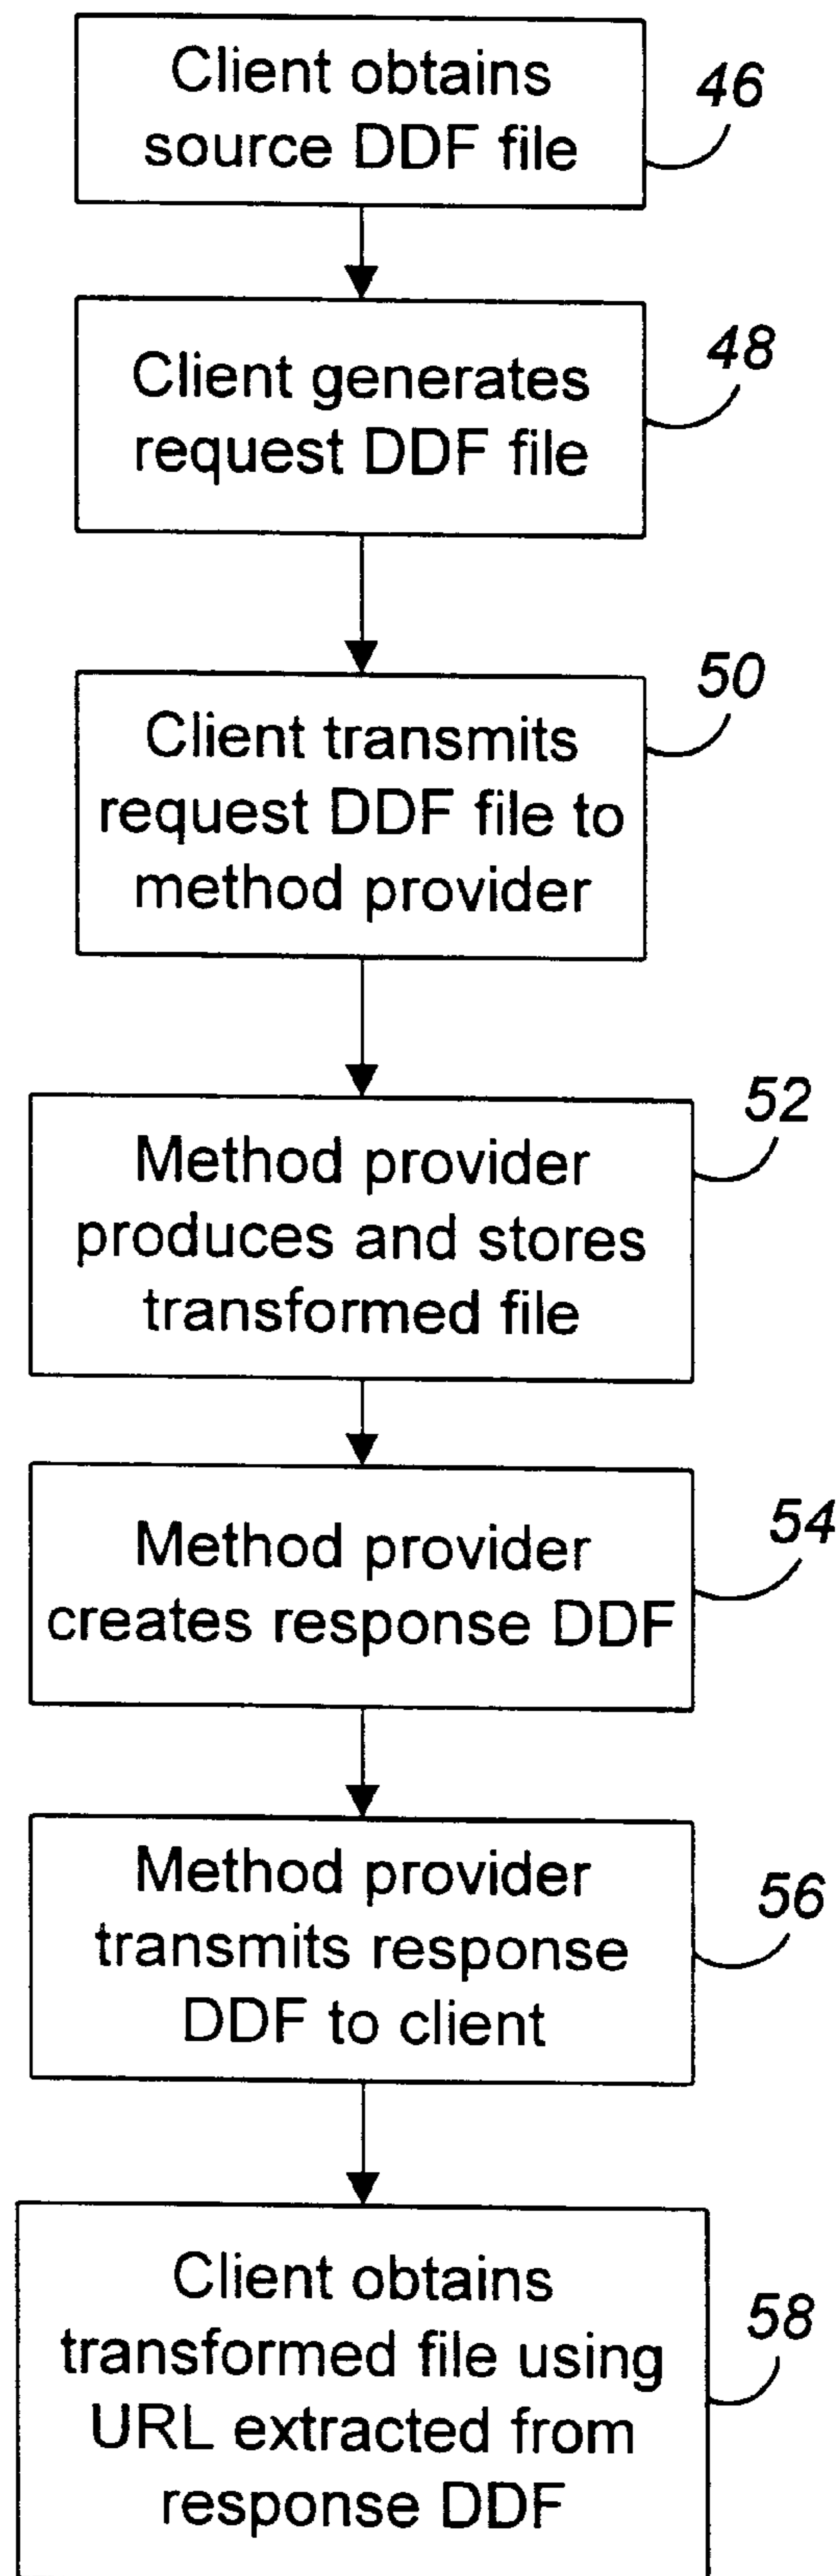 Client obtains
source DDF file
46
Client generates
request DDF file
48
Client transmits
request DDF file to
method provider
50
Method provider
produces and stores
transformed file
52
Method provider
creates response DDF
54
Method provider
transmits response
DDF to client
56
Client obtains
transformed file using
URL extracted from
response DDF
58